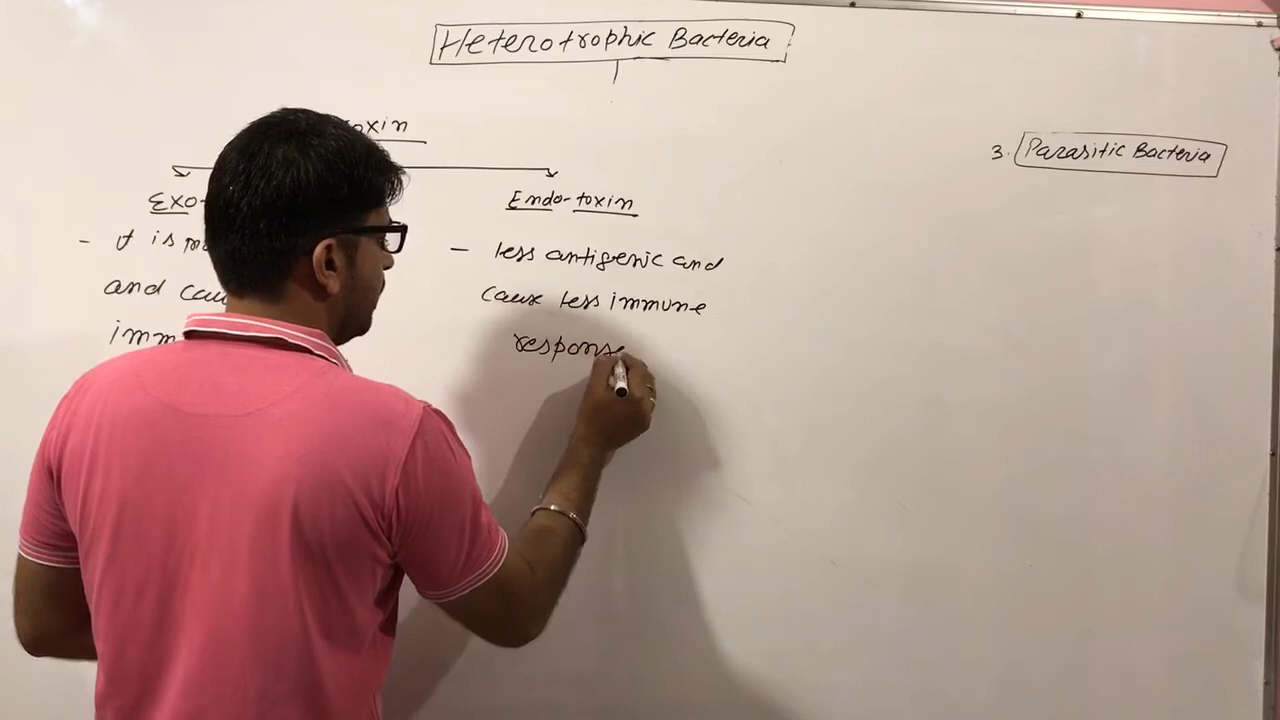 Heterotrophic Bacteria
oxin
3. Parasitic Bacteria
Exo-
Endo-toxin
- it is
- less antigenic and
and cau
cause less immune
imm
response